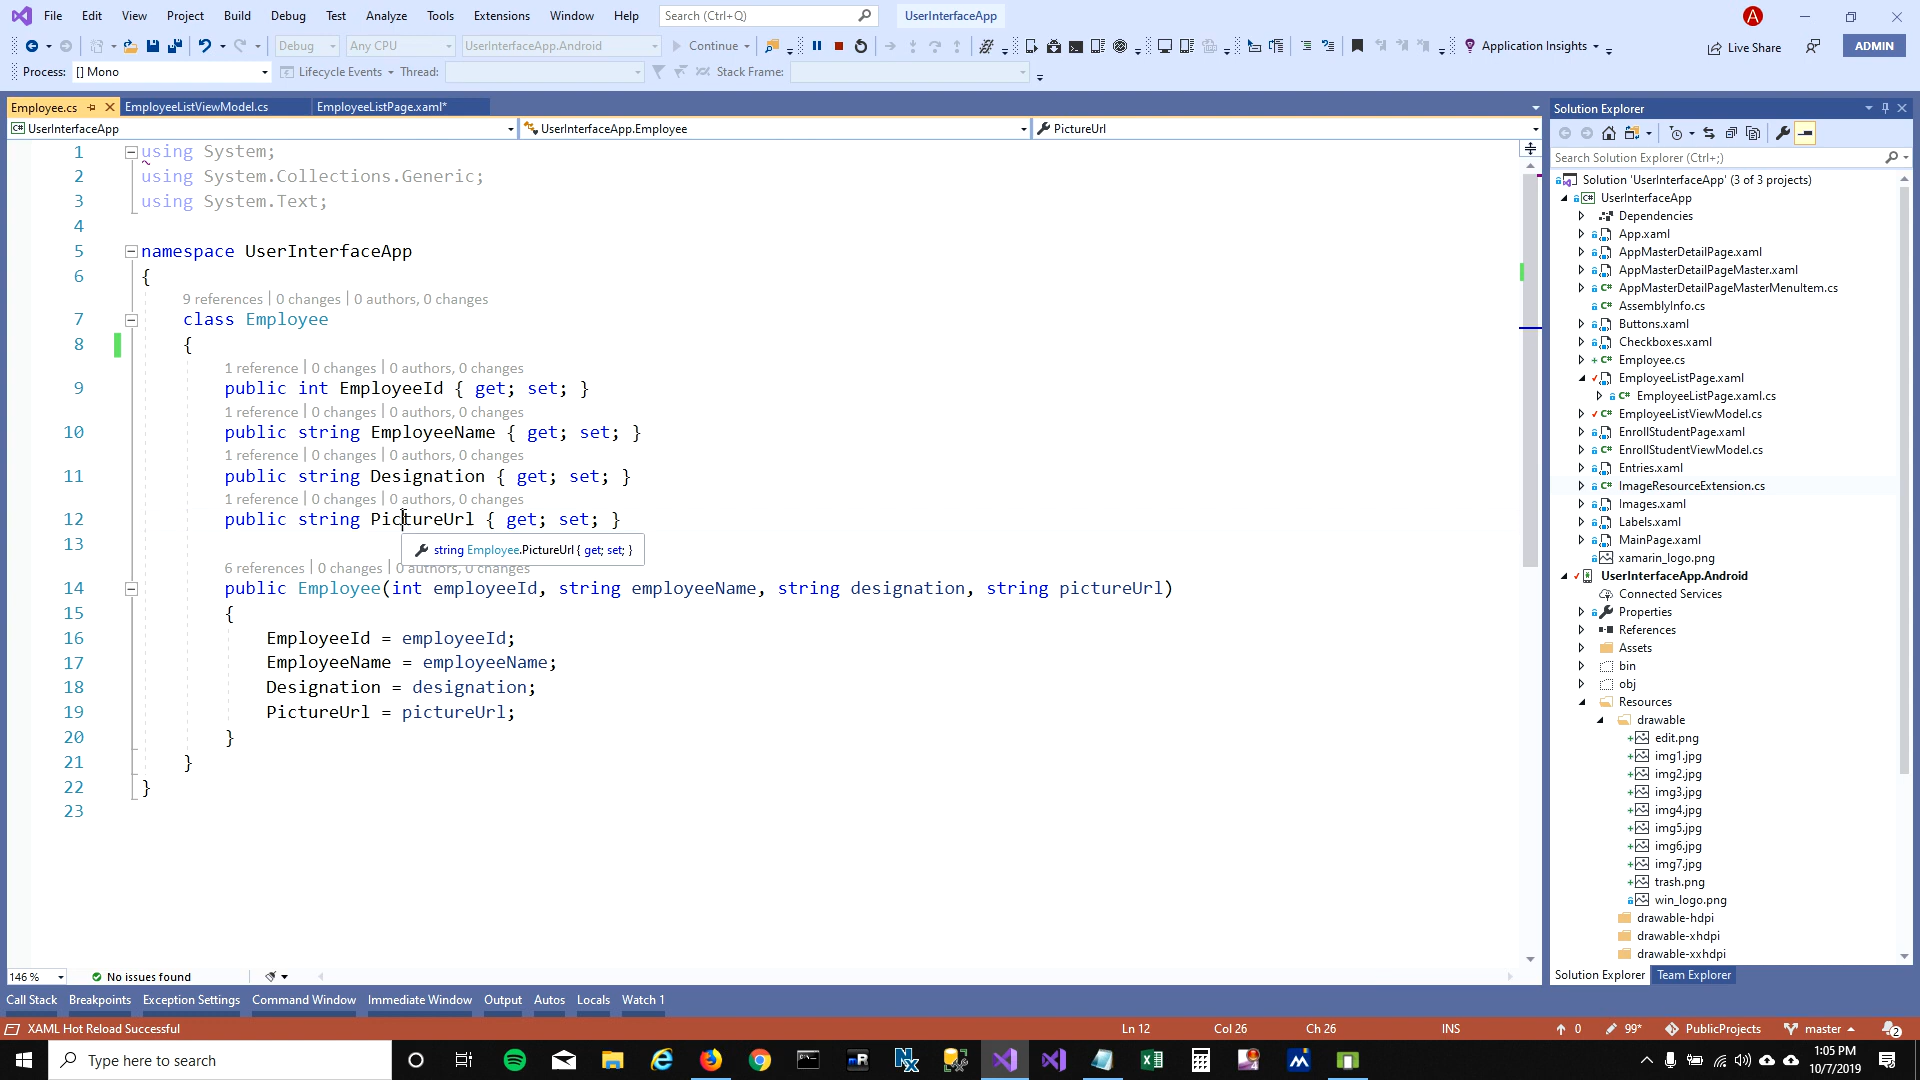 File Edit View Project Build Debug Test Analyze Tools Extensions Window Help Search (Ctrl+Q) UserInterfaceApp A
Debug Any CPU UserInterfaceApp.Android Continue Application Insights Live Share ADMIN
Process: [] Mono Lifecycle Events Thread: Stack Frame:
Employee.cs EmployeeListViewModel.cs EmployeeListPage.xaml*
UserInterfaceApp UserInterfaceApp.Employee PictureUrl
1 using System;
2 using System.Collections.Generic;
3 using System.Text;
4
5 namespace UserInterfaceApp
6 {
9 references | 0 changes | 0 authors, 0 changes
7 class Employee
8 {
1 reference | 0 changes | 0 authors, 0 changes
9 public int EmployeeId { get; set; }
1 reference | 0 changes | 0 authors, 0 changes
10 public string EmployeeName { get; set; }
1 reference | 0 changes | 0 authors, 0 changes
11 public string Designation { get; set; }
1 reference | 0 changes | 0 authors, 0 changes
12 public string PictureUrl { get; set; }
13
string Employee.PictureUrl { get; set; }
6 references | 0 changes | 0 authors, 0 changes
14 public Employee(int employeeId, string employeeName, string designation, string pictureUrl)
15 {
16 EmployeeId = employeeId;
17 EmployeeName = employeeName;
18 Designation = designation;
19 PictureUrl = pictureUrl;
20 }
21 }
22 }
23
146 % No issues found
Solution Explorer
Search Solution Explorer (Ctrl+;)
Solution 'UserInterfaceApp' (3 of 3 projects)
C# UserInterfaceApp
Dependencies
App.xaml
AppMasterDetailPage.xaml
AppMasterDetailPageMaster.xaml
C# AppMasterDetailPageMasterMenuItem.cs
C# AssemblyInfo.cs
Buttons.xaml
Checkboxes.xaml
C# Employee.cs
EmployeeListPage.xaml
C# EmployeeListPage.xaml.cs
C# EmployeeListViewModel.cs
EnrollStudentPage.xaml
C# EnrollStudentViewModel.cs
Entries.xaml
C# ImageResourceExtension.cs
Images.xaml
Labels.xaml
MainPage.xaml
xamarin_logo.png
UserInterfaceApp.Android
Connected Services
Properties
References
Assets
bin
obj
Resources
drawable
edit.png
img1.jpg
img2.jpg
img3.jpg
img4.jpg
img5.jpg
img6.jpg
img7.jpg
trash.png
win_logo.png
drawable-hdpi
drawable-xhdpi
drawable-xxhdpi
Solution Explorer Team Explorer
Call Stack Breakpoints Exception Settings Command Window Immediate Window Output Autos Locals Watch 1
XAML Hot Reload Successful Ln 12 Col 26 Ch 26 INS 0 99* PublicProjects master 2
Type here to search 1:05 PM
10/7/2019